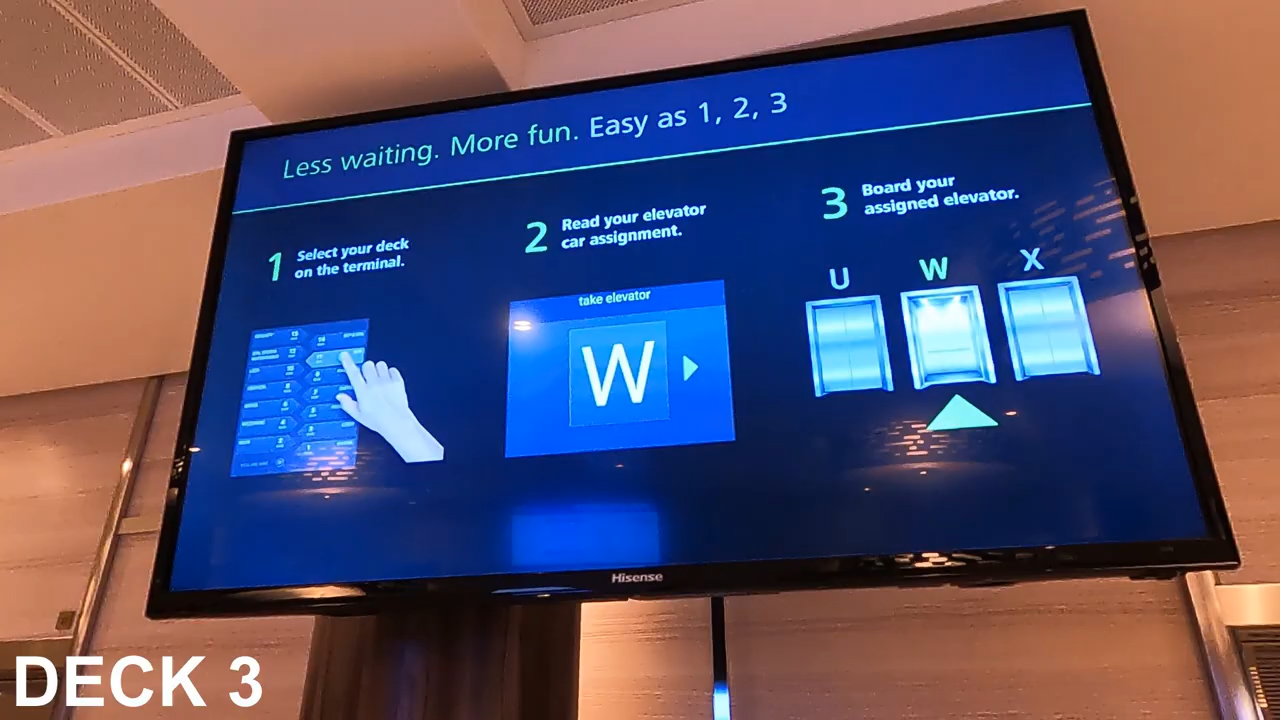 Less waiting. More fun. Easy as 1, 2, 3
1 Select your deck
on the terminal.
2 Read your elevator
car assignment.
take elevator
W
3 Board your
assigned elevator.
U W X
Hisense
DECK 3